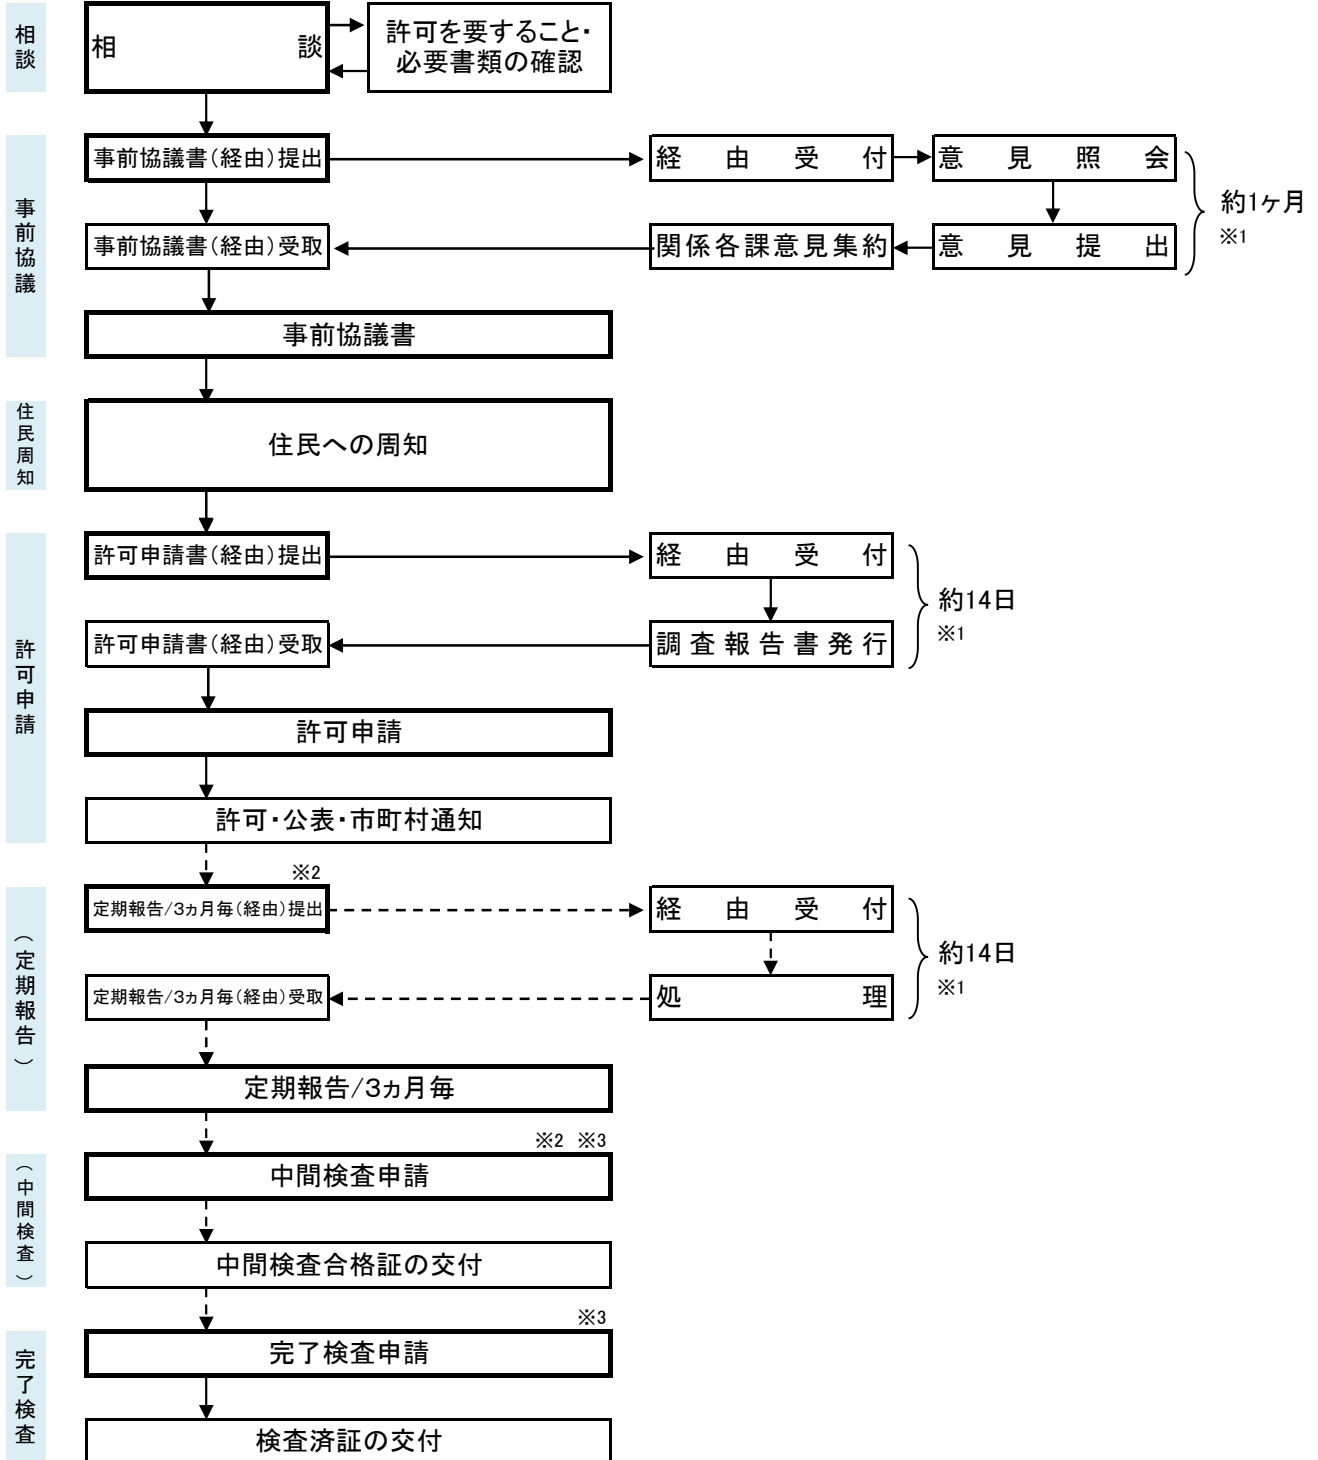 相談
相談
許可を要すること・
必要書類の確認
事前協議
事前協議書(経由)提出
経由受付
意見照会
約1ヶ月
※1
事前協議書(経由)受取
関係各課意見集約
意見提出
事前協議書
住民周知
住民への周知
許可申請
許可申請書(経由)提出
経由受付
約14日
※1
許可申請書(経由)受取
調査報告書発行
許可申請
許可・公表・市町村通知
(定期報告)
※2
定期報告/3ヵ月毎(経由)提出
経由受付
約14日
※1
定期報告/3ヵ月毎(経由)受取
処理
定期報告/3ヵ月毎
(中間検査)
※2 ※3
中間検査申請
中間検査合格証の交付
完了検査
※3
完了検査申請
検査済証の交付